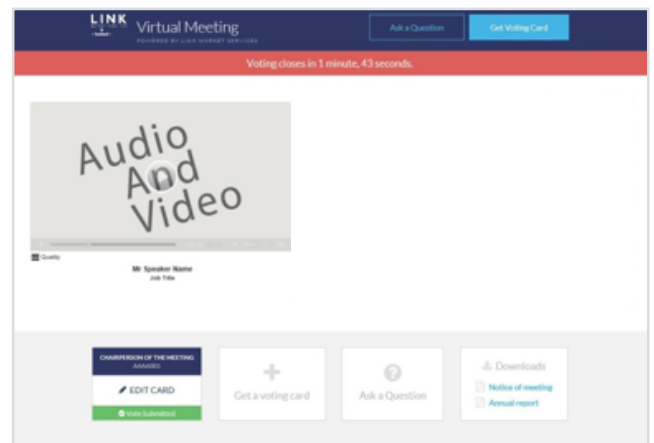 LINK
Virtual Meeting
POWERED BY LINK MARKET SERVICES
Ask a Question
Get Voting Card
Voting closes in 1 minute, 43 seconds.
Audio
And
Video
Quality
Mr Speaker Name
Job Title
CHAIRPERSON OF THE MEETING
EDIT CARD
Vote Submitted!
Get a voting card
Ask a Question
Downloads
Notice of meeting
Annual report